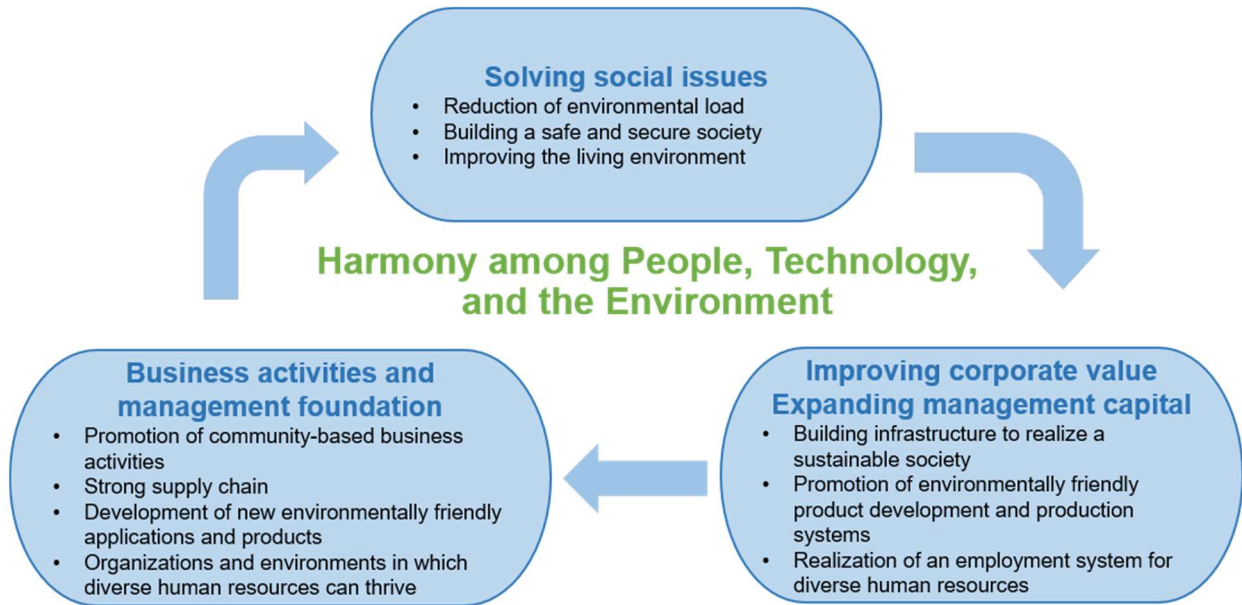 Solving social issues
• Reduction of environmental load
• Building a safe and secure society
• Improving the living environment
Harmony among People, Technology,
and the Environment
Business activities and
management foundation
• Promotion of community-based business
activities
• Strong supply chain
• Development of new environmentally friendly
applications and products
• Organizations and environments in which
diverse human resources can thrive
Improving corporate value
Expanding management capital
• Building infrastructure to realize a
sustainable society
• Promotion of environmentally friendly
product development and production
systems
• Realization of an employment system for
diverse human resources